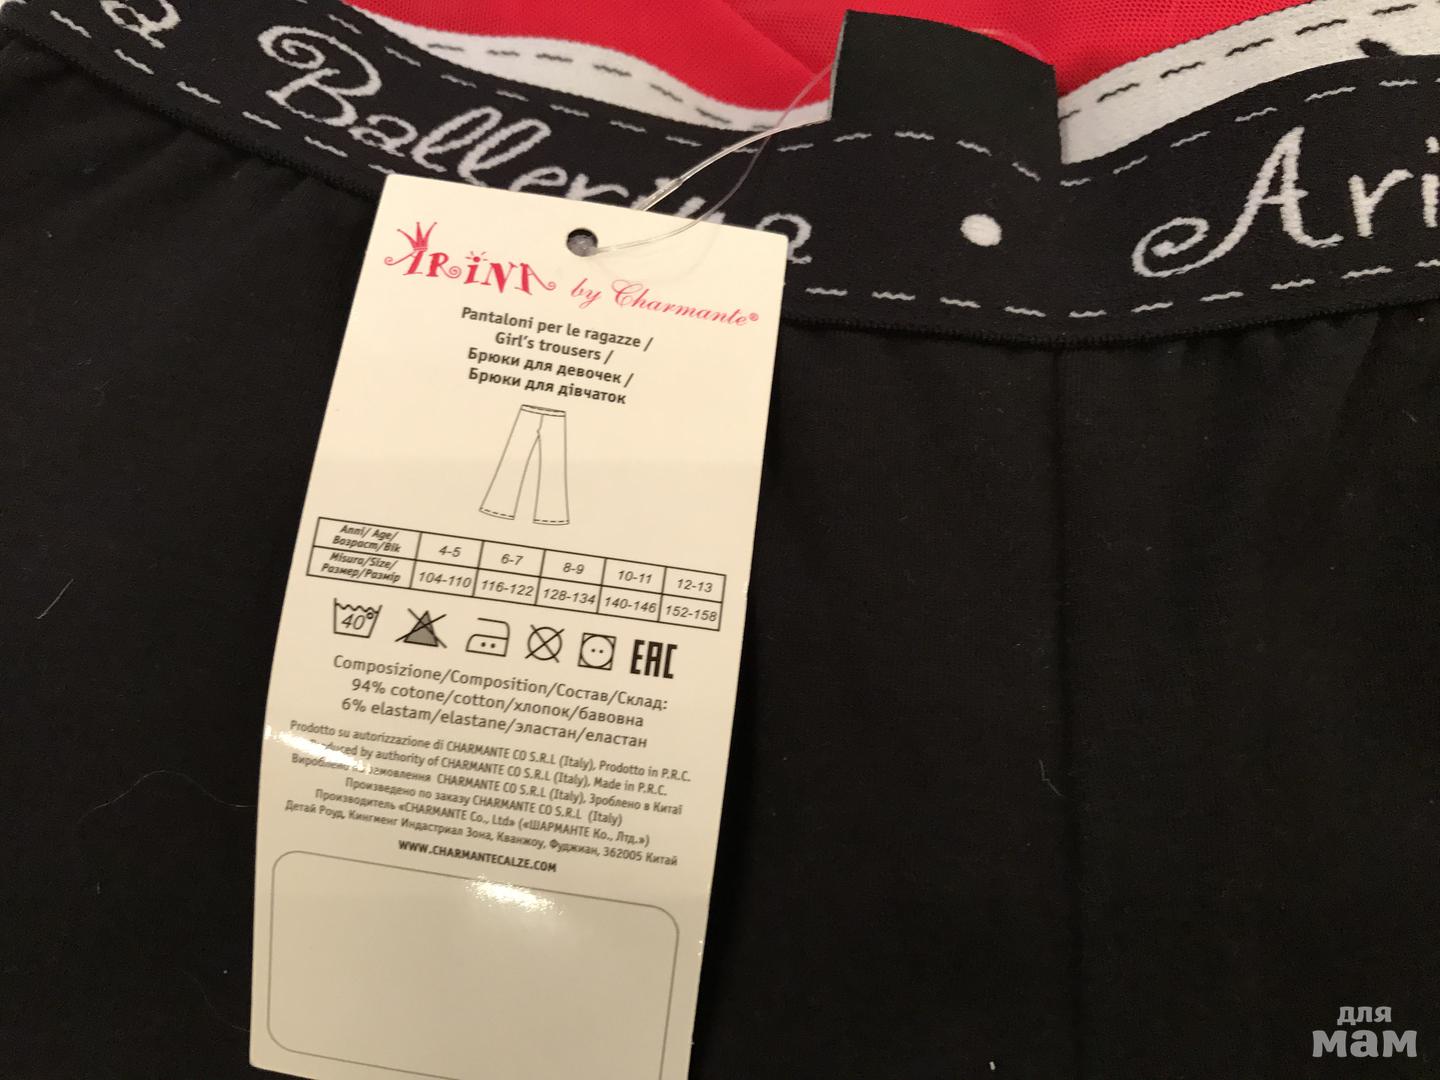 Ballerina
Ari
ARINA by Charmante®
Pantaloni per le ragazze /
Girl's trousers /
Брюки для девочек /
Брюки для дівчаток
Anni/ Age/
Возраст/Вік
4-5 6-7 8-9 10-11 12-13
Misura/Size/
Размер/Розмір
104-110 116-122 128-134 140-146 152-158
40°
EAC
Composizione/Composition/Состав/Склад:
94% cotone/cotton/хлопок/бавовна
6% elastam/elastane/эластан/еластан
Prodotto su autorizzazione di CHARMANTE CO S.R.L (Italy), Prodotto in P.R.C.
Produced by authority of CHARMANTE CO S.R.L (Italy), Made in P.R.C.
Вироблено на замовлення CHARMANTE CO S.R.L (Italy), Зроблено в Китаї
Произведено по заказу CHARMANTE CO S.R.L (Italy)
Производитель «CHARMANTE Co., Ltd» («ШАРМАНТЕ Ко., Лтд.»)
Детай Роуд, Кингменг Индастриал Зона, Кванжоу, Фуджиан, 362005 Китай
WWW.CHARMANTECALZE.COM
для
мам